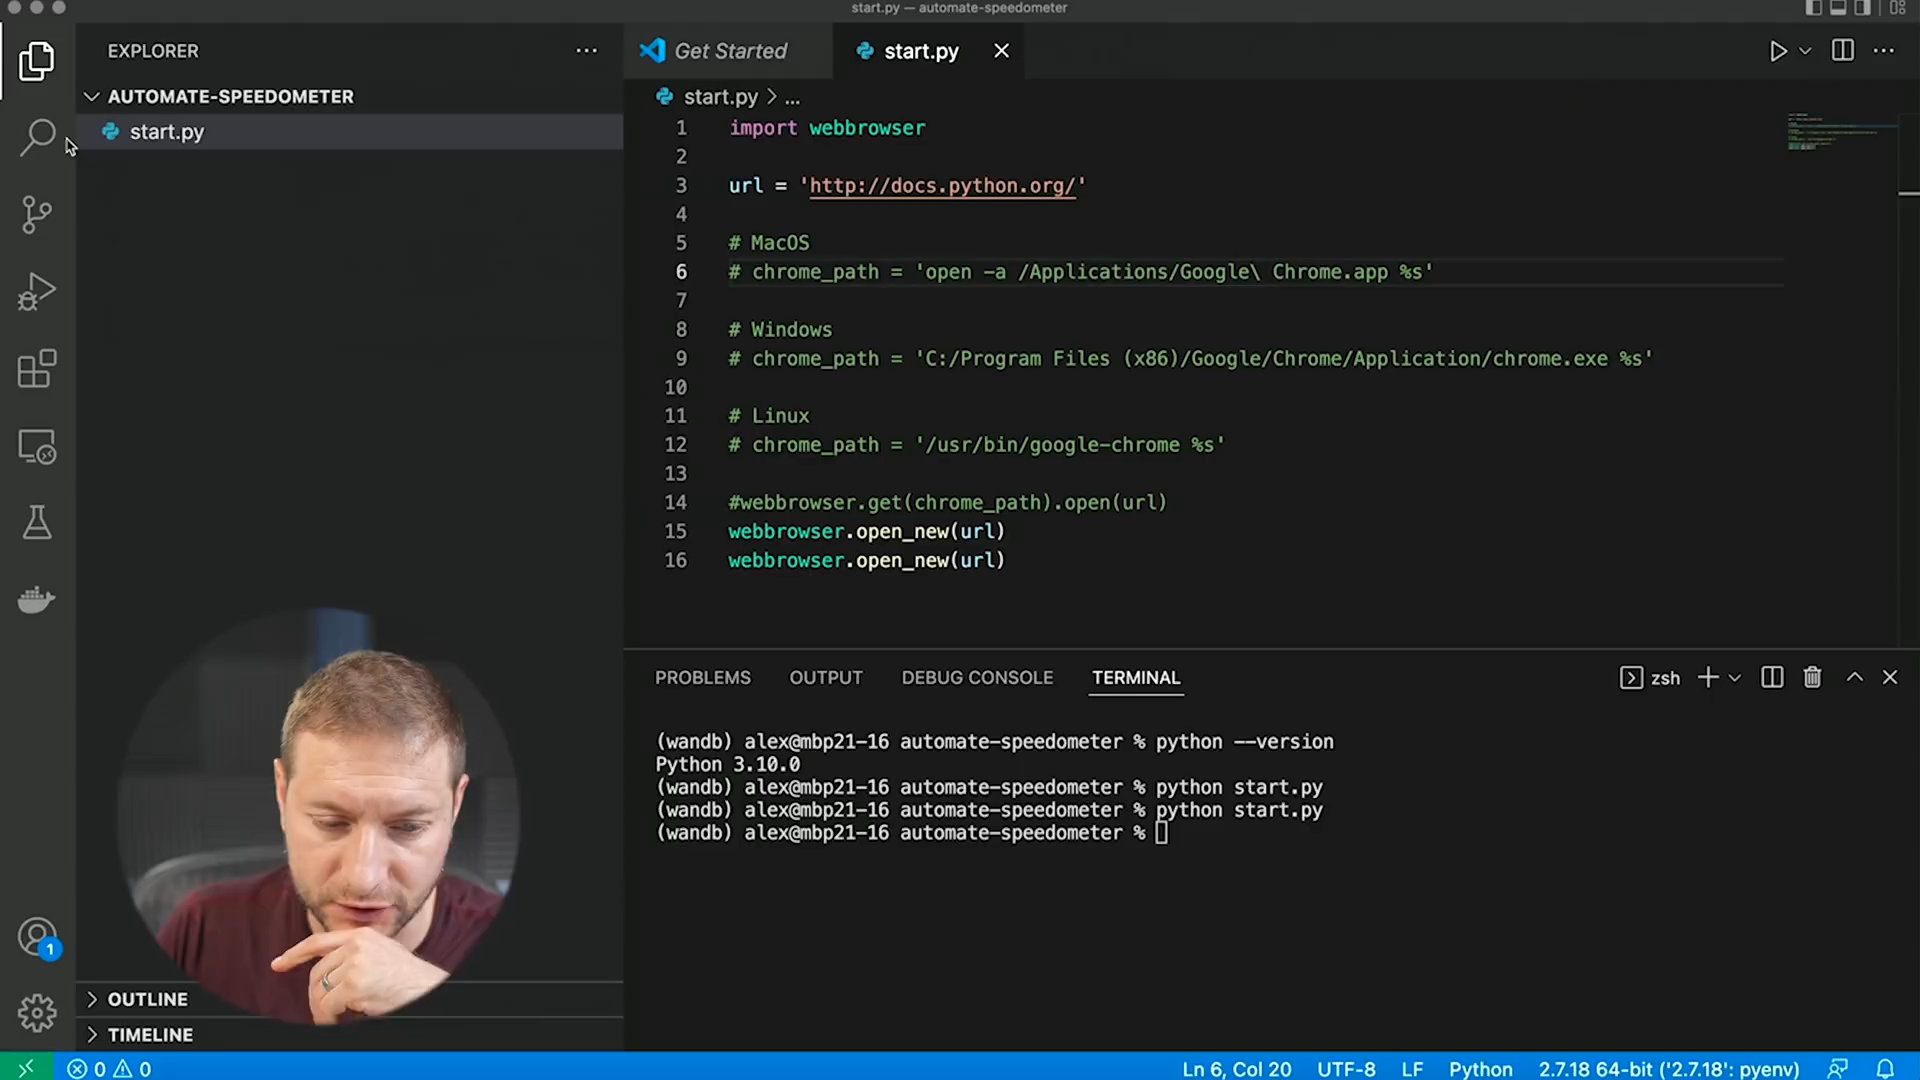 start.py — automate-speedometer
EXPLORER
Get Started
start.py
AUTOMATE-SPEEDOMETER
start.py
start.py > ...
1 import webbrowser
2
3 url = 'http://docs.python.org/'
4
5 # MacOS
6 # chrome_path = 'open -a /Applications/Google\ Chrome.app %s'
7
8 # Windows
9 # chrome_path = 'C:/Program Files (x86)/Google/Chrome/Application/chrome.exe %s'
10
11 # Linux
12 # chrome_path = '/usr/bin/google-chrome %s'
13
14 #webbrowser.get(chrome_path).open(url)
15 webbrowser.open_new(url)
16 webbrowser.open_new(url)
PROBLEMS OUTPUT DEBUG CONSOLE TERMINAL
zsh
(wandb) alex@mbp21-16 automate-speedometer % python --version
Python 3.10.0
(wandb) alex@mbp21-16 automate-speedometer % python start.py
(wandb) alex@mbp21-16 automate-speedometer % python start.py
(wandb) alex@mbp21-16 automate-speedometer %
1
OUTLINE
TIMELINE
0 0
Ln 6, Col 20 UTF-8 LF Python 2.7.18 64-bit ('2.7.18': pyenv)